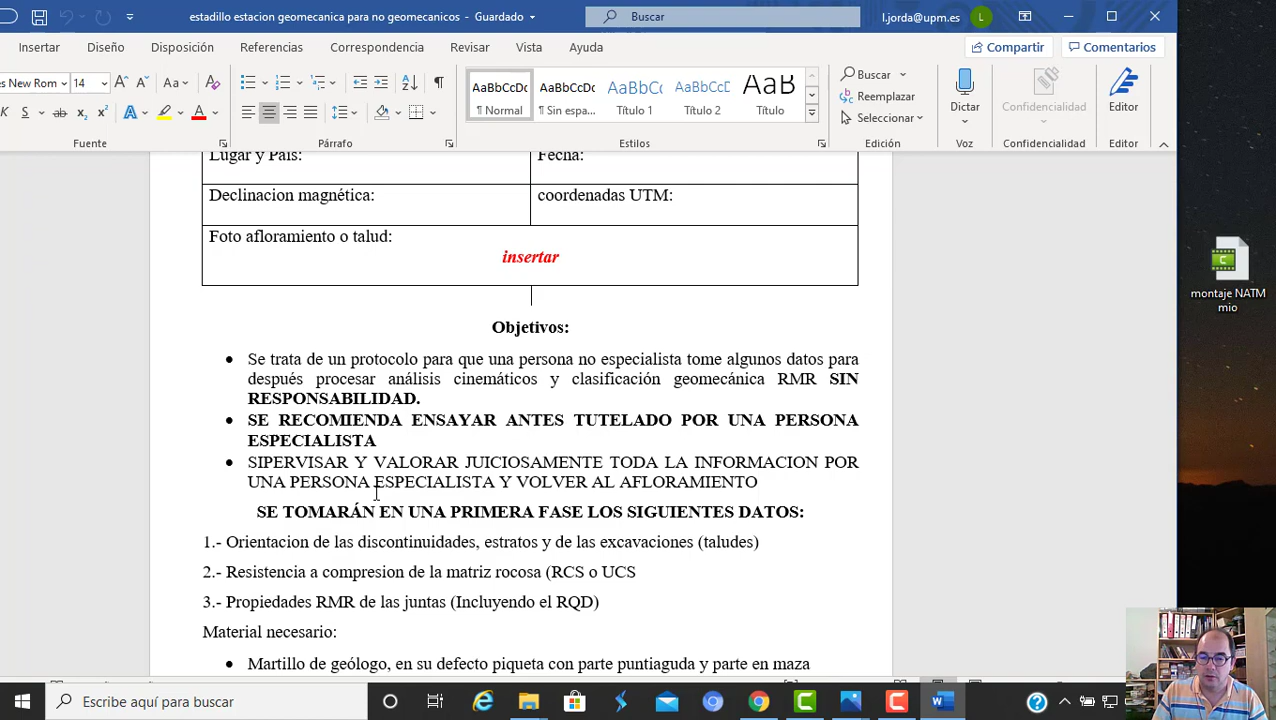 estadillo estacion geomecanica para no geomecanicos - Guardado
Buscar
l.jorda@upm.es
L
Insertar Diseño Disposición Referencias Correspondencia Revisar Vista Ayuda
Compartir Comentarios
es New Rom 14
Aa
AaBbCcDc AaBbCcDc AaBbCcD AaBbCcD AaB
¶ Normal ¶ Sin espa... Título 1 Título 2 Título
Buscar
Reemplazar
Seleccionar
Dictar
Confidencialidad
Editor
K S ab
Fuente Párrafo Estilos Edición Voz Confidencialidad Editor
Lugar y País: Fecha:
Declinacion magnética: coordenadas UTM:
Foto afloramiento o talud:
insertar
Objetivos:
• Se trata de un protocolo para que una persona no especialista tome algunos datos para
después procesar análisis cinemáticos y clasificación geomecánica RMR SIN
RESPONSABILIDAD.
• SE RECOMIENDA ENSAYAR ANTES TUTELADO POR UNA PERSONA
ESPECIALISTA
• SIPERVISAR Y VALORAR JUICIOSAMENTE TODA LA INFORMACION POR
UNA PERSONA ESPECIALISTA Y VOLVER AL AFLORAMIENTO
SE TOMARÁN EN UNA PRIMERA FASE LOS SIGUIENTES DATOS:
1.- Orientacion de las discontinuidades, estratos y de las excavaciones (taludes)
2.- Resistencia a compresion de la matriz rocosa (RCS o UCS
3.- Propiedades RMR de las juntas (Incluyendo el RQD)
Material necesario:
• Martillo de geólogo, en su defecto piqueta con parte puntiaguda y parte en maza
montaje NATM
mio
Escribe aquí para buscar